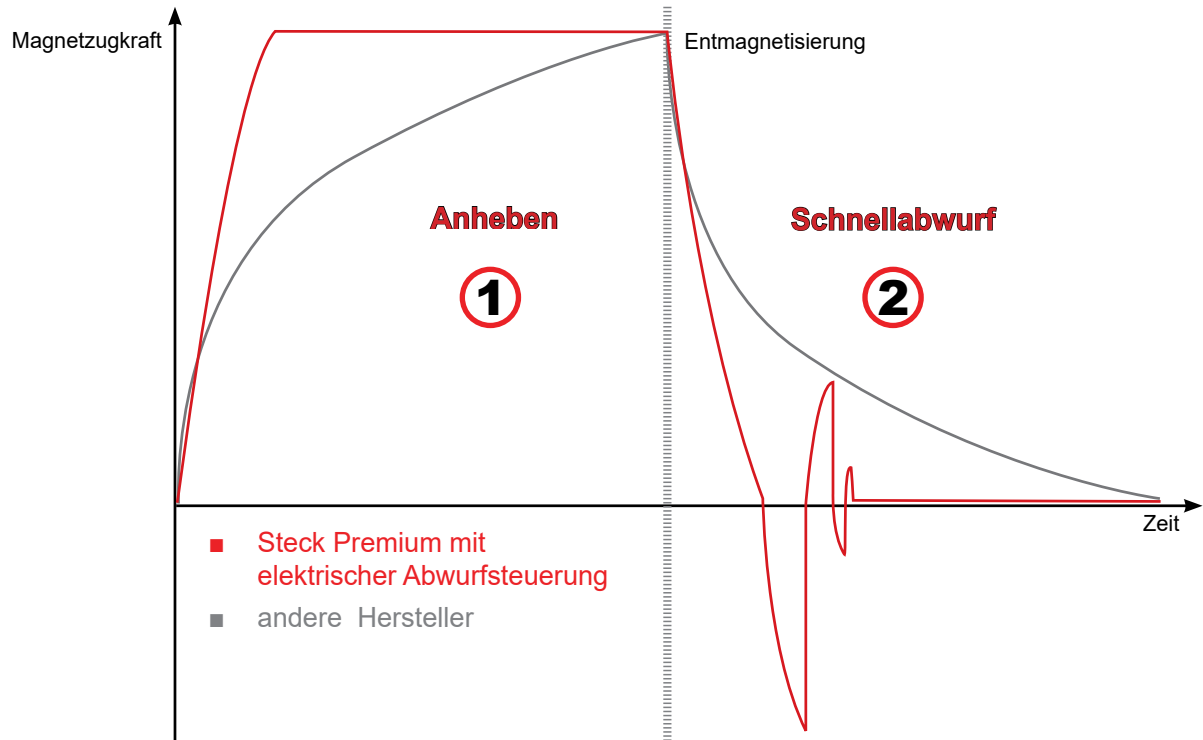 Magnetzugkraft
Entmagnetisierung
Anheben
Schnellabwurf
1
2
Zeit
Steck Premium mit
elektrischer Abwurfsteuerung
andere Hersteller